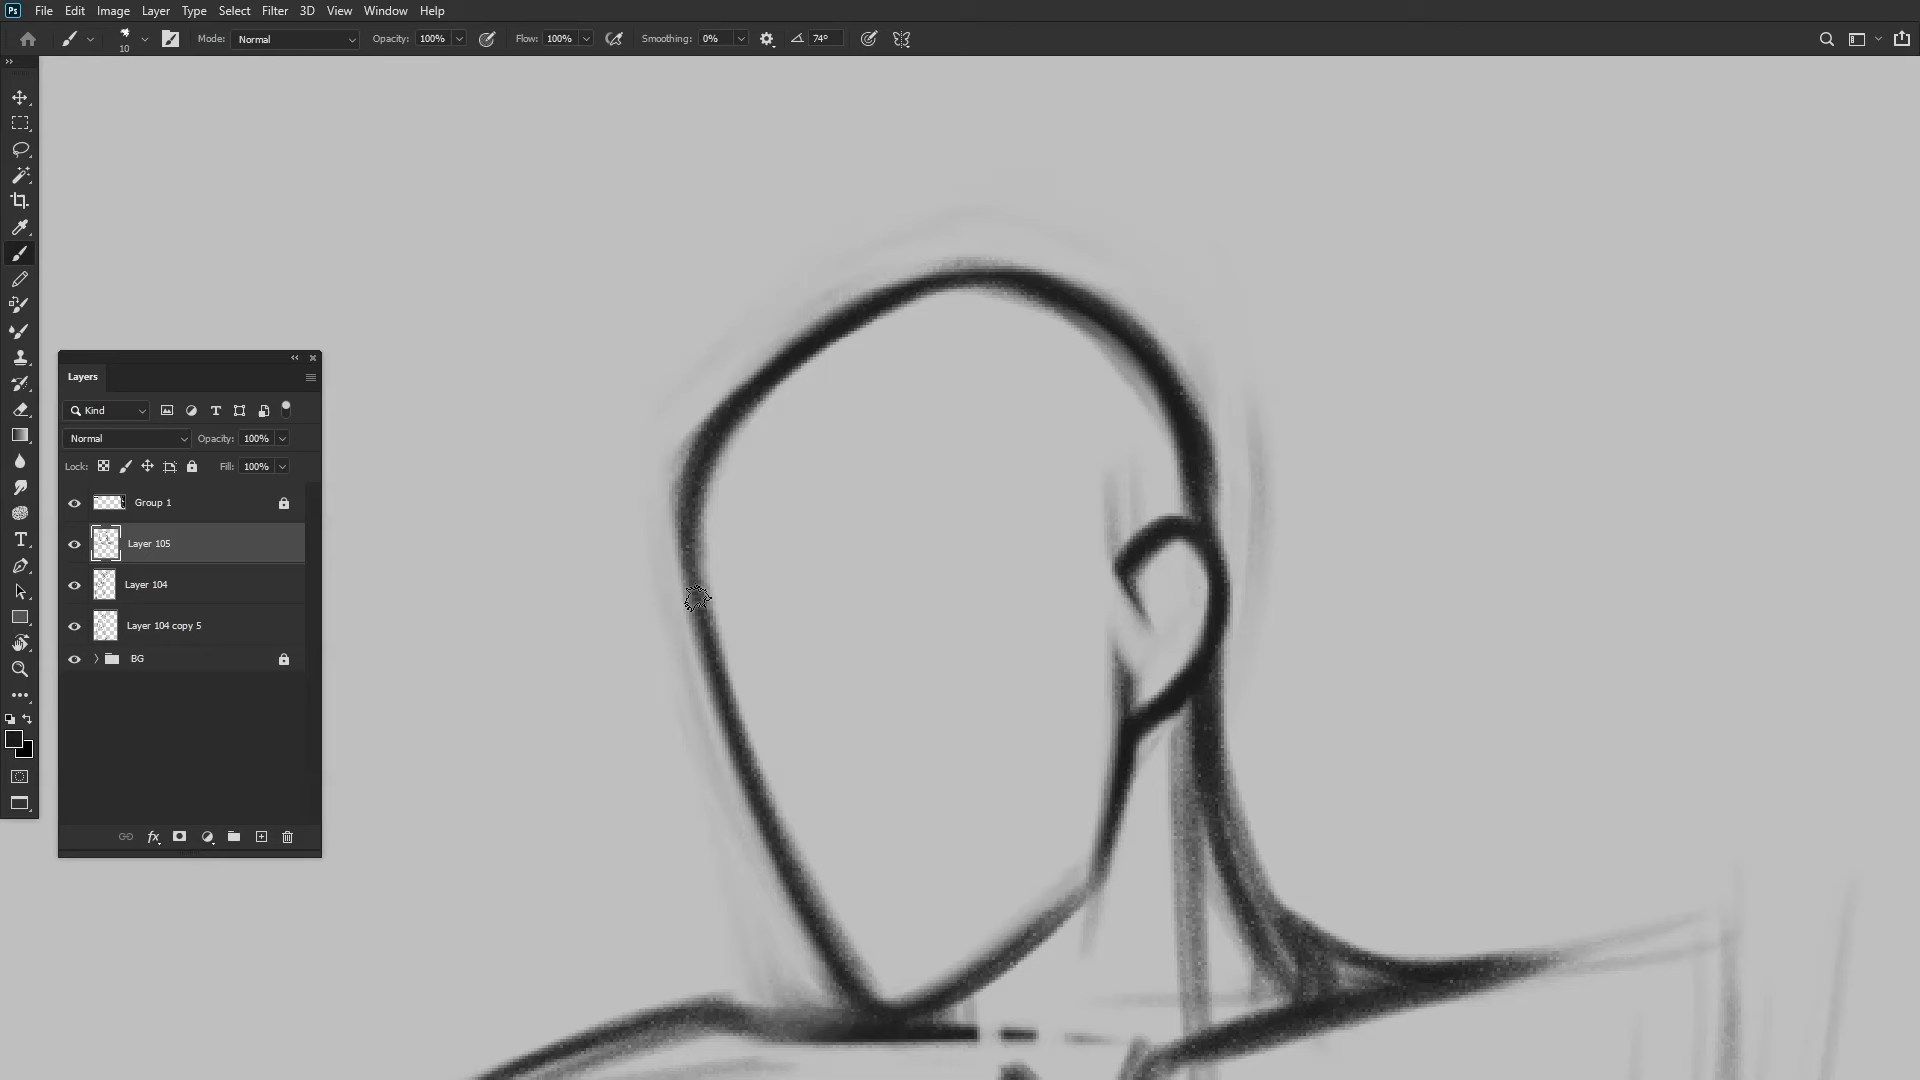 Ps File Edit Image Layer Type Select Filter 3D View Window Help
10 Mode: Normal Opacity: 100% Flow: 100% Smoothing: 0% 74°
Layers
Kind
Normal Opacity: 100%
Lock: Fill: 100%
Group 1
Layer 105
Layer 104
Layer 104 copy 5
BG
fx